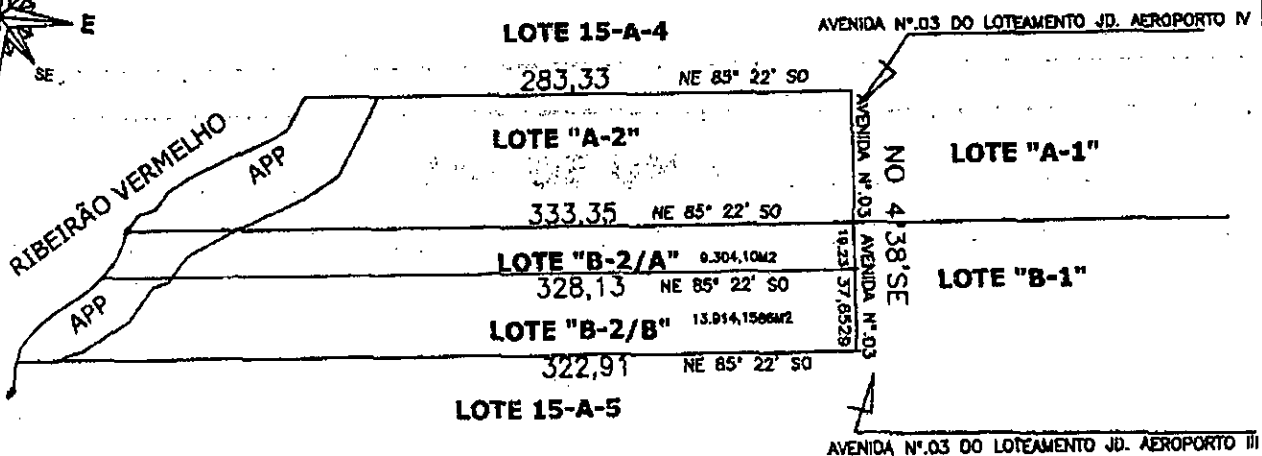 E
SE
LOTE 15-A-4
AVENIDA Nº.03 DO LOTEAMENTO JD. AEROPORTO IV
283,33 NE 85° 22' SO
RIBEIRÃO VERMELHO
APP
LOTE "A-2"
AVENIDA Nº.03
NO 4°38'SE
LOTE "A-1"
333,35 NE 85° 22' SO
LOTE "B-2/A" 9.304,10M2
19,23
AVENIDA Nº.03
LOTE "B-1"
328,13 NE 85° 22' SO
APP
LOTE "B-2/B" 13.914,1586M2
37,6529
322,91 NE 85° 22' SO
LOTE 15-A-5
AVENIDA Nº.03 DO LOTEAMENTO JD. AEROPORTO III